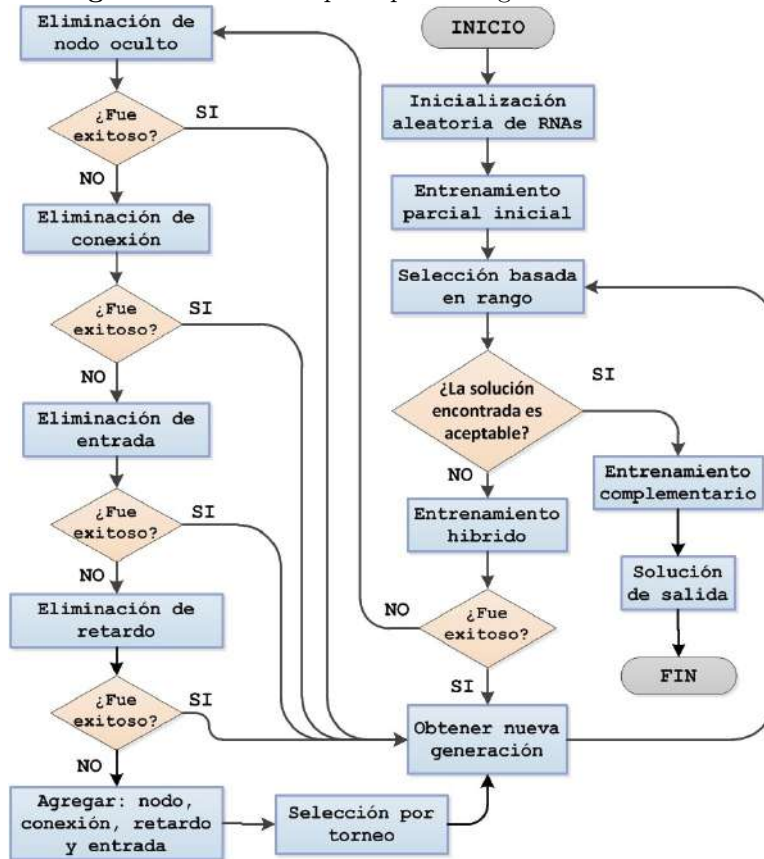 Eliminación de
nodo oculto
¿Fue
exitoso?
SI
NO
Eliminación de
conexión
¿Fue
exitoso?
SI
NO
Eliminación de
entrada
¿Fue
exitoso?
SI
NO
Eliminación de
retardo
¿Fue
exitoso?
SI
NO
Agregar: nodo,
conexión, retardo
y entrada
Selección por
torneo
INICIO
Inicialización
aleatoria de RNAs
Entrenamiento
parcial inicial
Selección basada
en rango
¿La solución
encontrada es
aceptable?
SI
NO
Entrenamiento
hibrido
¿Fue
exitoso?
NO
SI
Obtener nueva
generación
Entrenamiento
complementario
Solución
de salida
FIN